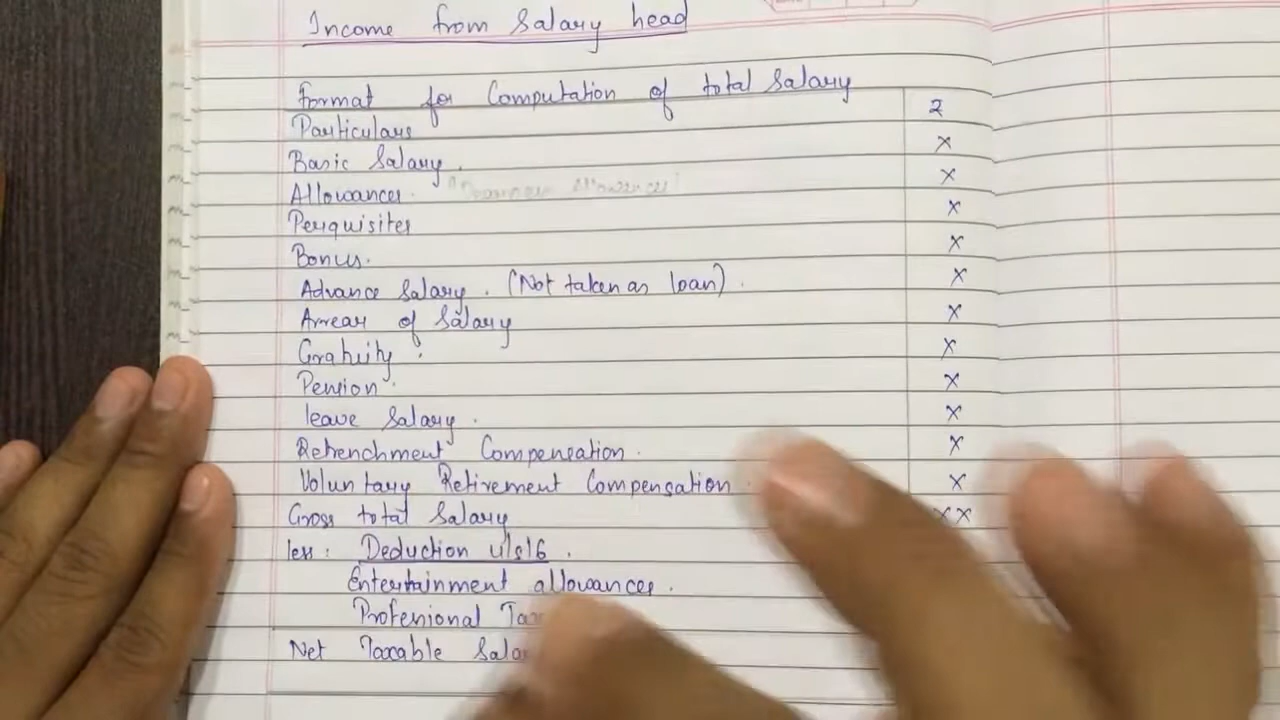 Income from Salary head
Format for Computation of total Salary
Particulars ₹
Basic Salary. X
Allowances. X
Perquisites X
Bonus. X
Advance Salary. (Not taken as loan). X
Arrear of Salary X
Gratuity. X
Pension. X
leave Salary. X
Retrenchment Compensation. X
Voluntary Retirement Compensation. X
Gross total Salary XX
less: Deduction u/s16.
Entertainment allowances.
Professional
Net Taxable